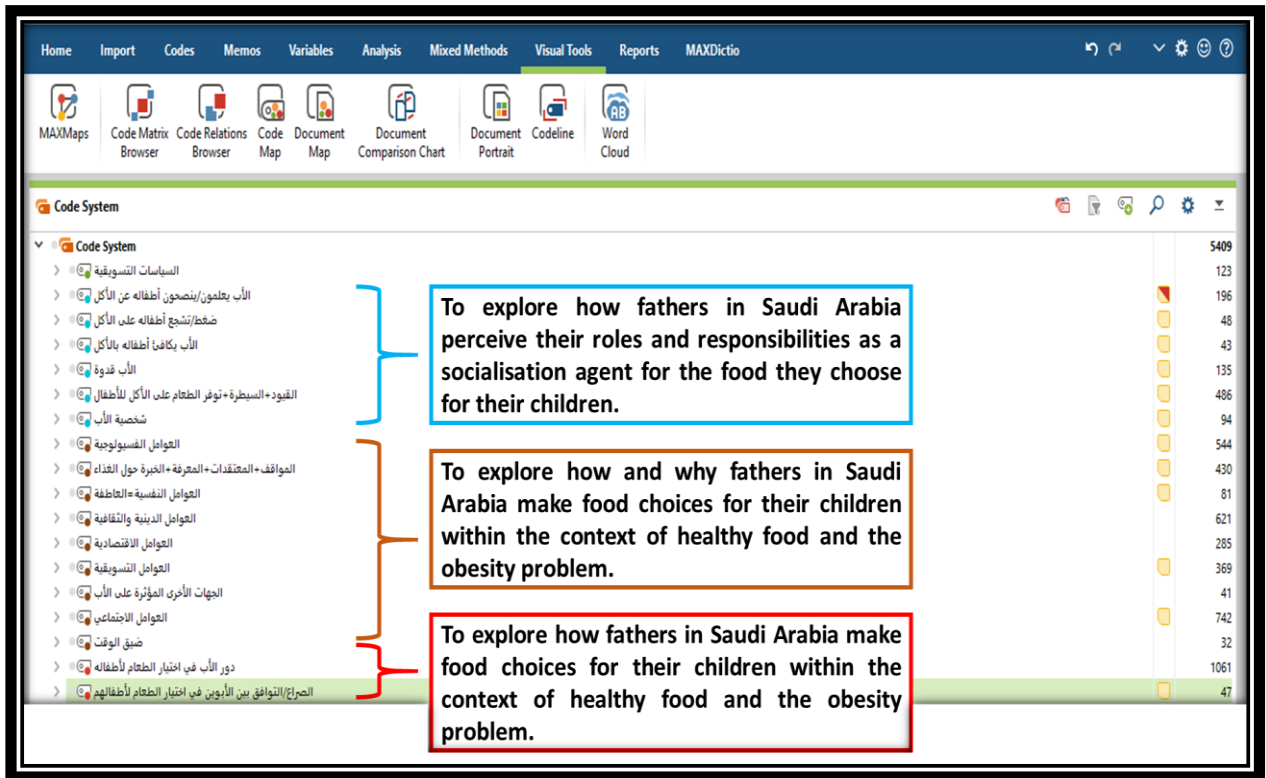 Home Import Codes Memos Variables Analysis Mixed Methods Visual Tools Reports MAXDictio
MAXMaps
Code Matrix Browser
Code Relations Browser
Code Map
Document Map
Document Comparison Chart
Document Portrait
Codeline
Word Cloud
Code System
Code System 5409
السياسات التسويقية 123
الأب يعلمون/ينصحون أطفاله عن الأكل 196
ضغط/تشجع أطفاله على الأكل 48
الأب يكافئ أطفاله بالأكل 43
الأب قدوة 135
القيود+السيطرة+توفر الطعام على الأكل للأطفال 486
شخصية الأب 94
العوامل الفسيولوجية 544
المواقف+المعتقدات+المعرفة+الخبرة حول الغذاء 430
العوامل النفسية=العاطفة 81
العوامل الدينية والثقافية 621
العوامل الاقتصادية 285
العوامل التسويقية 369
الجهات الأخرى المؤثرة على الأب 41
العوامل الاجتماعي 742
ضيق الوقت 32
دور الأب في اختيار الطعام لأطفاله 1061
الصراع/التوافق بين الأبوين في اختيار الطعام لأطفالهم 47
To explore how fathers in Saudi Arabia
perceive their roles and responsibilities as a
socialisation agent for the food they choose
for their children.
To explore how and why fathers in Saudi
Arabia make food choices for their children
within the context of healthy food and the
obesity problem.
To explore how fathers in Saudi Arabia make
food choices for their children within the
context of healthy food and the obesity
problem.